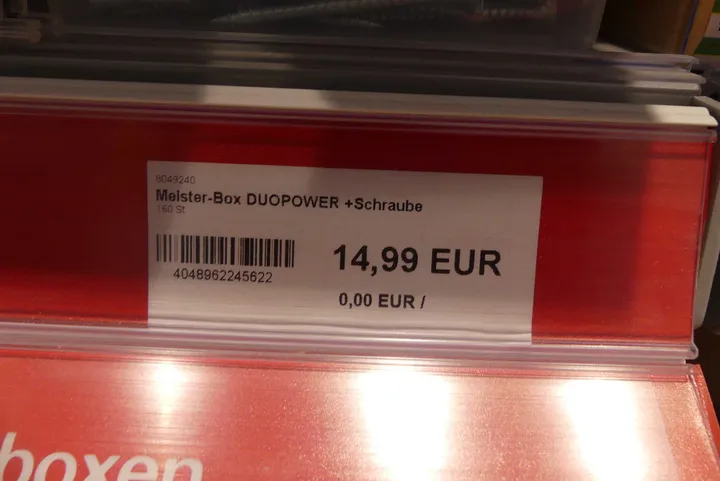 8049240
Meister-Box DUOPOWER +Schraube
160 St
4048962245622
14,99 EUR
0,00 EUR /
boxen